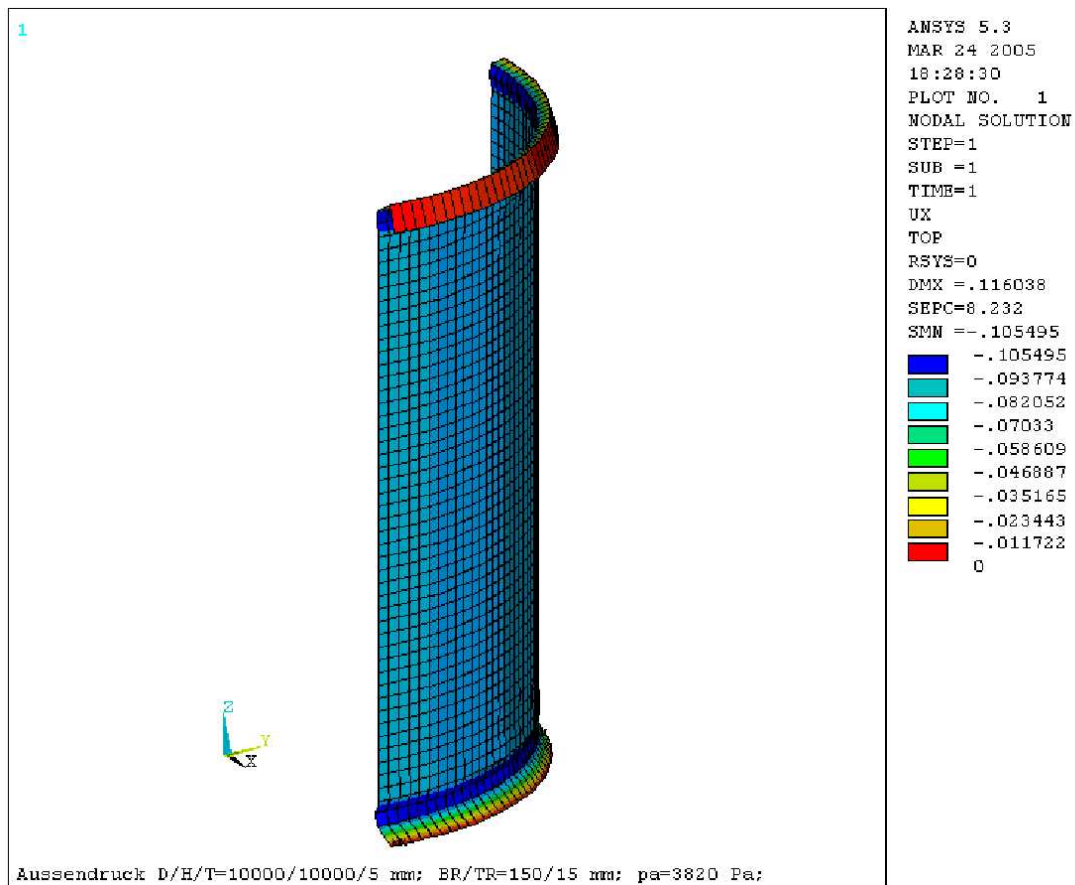 1
ANSYS 5.3
MAR 24 2005
18:28:30
PLOT NO. 1
NODAL SOLUTION
STEP=1
SUB =1
TIME=1
UX
TOP
RSYS=0
DMX =.116038
SEPC=8.232
SMN =-.105495
-.105495
-.093774
-.082052
-.07033
-.058609
-.046887
-.035165
-.023443
-.011722
0
Z
Y
X
Aussendruck D/H/T=10000/10000/5 mm; BR/TR=150/15 mm; pa=3820 Pa;